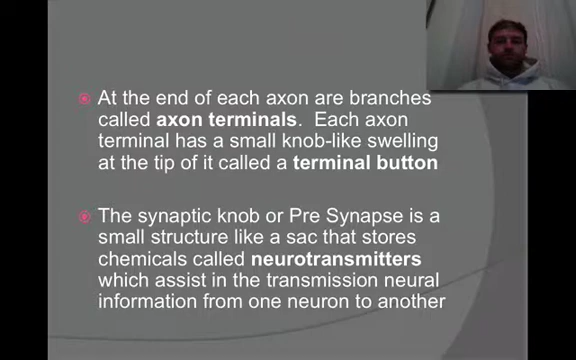 At the end of each axon are branches
called axon terminals. Each axon
terminal has a small knob-like swelling
at the tip of it called a terminal button
The synaptic knob or Pre Synapse is a
small structure like a sac that stores
chemicals called neurotransmitters
which assist in the transmission neural
information from one neuron to another